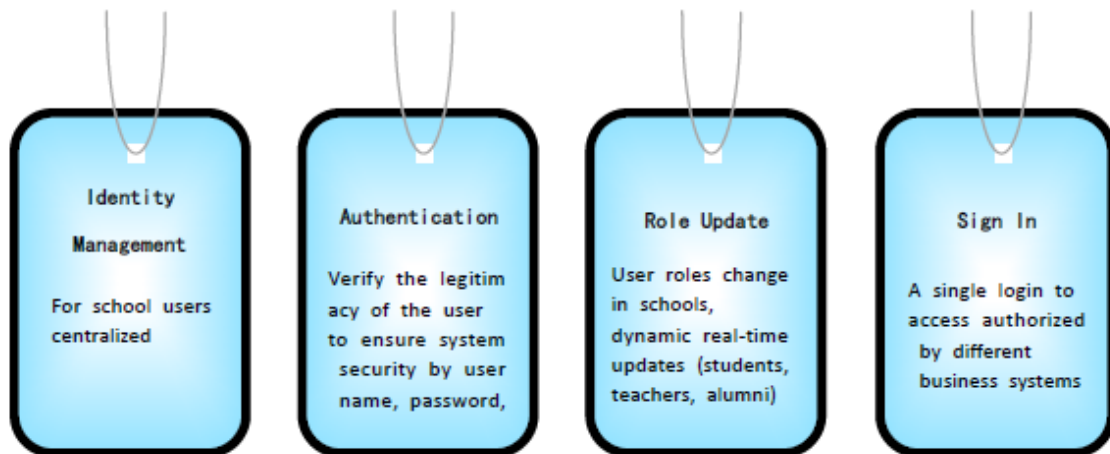 Identity
Management
For school users
centralized
Authentication
Verify the legitim
acy of the user
to ensure system
security by user
name, password,
Role Update
User roles change
in schools,
dynamic real-time
updates (students,
teachers, alumni)
Sign In
A single login to
access authorized
by different
business systems